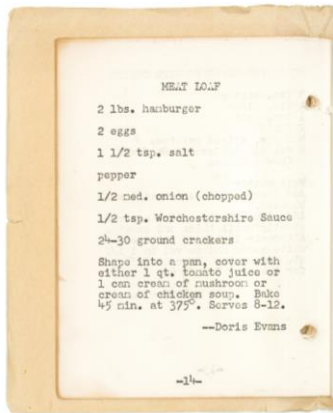 MEAT LOAF
2 lbs. hamburger
2 eggs
1 1/2 tsp. salt
pepper
1/2 med. onion (chopped)
1/2 tsp. Worchestershire Sauce
24-30 ground crackers
Shape into a pan, cover with
either 1 qt. tomato juice or
1 can cream of mushroom or
cream of chicken soup. Bake
45 min. at 375°. Serves 8-12.
--Doris Evans
-14-